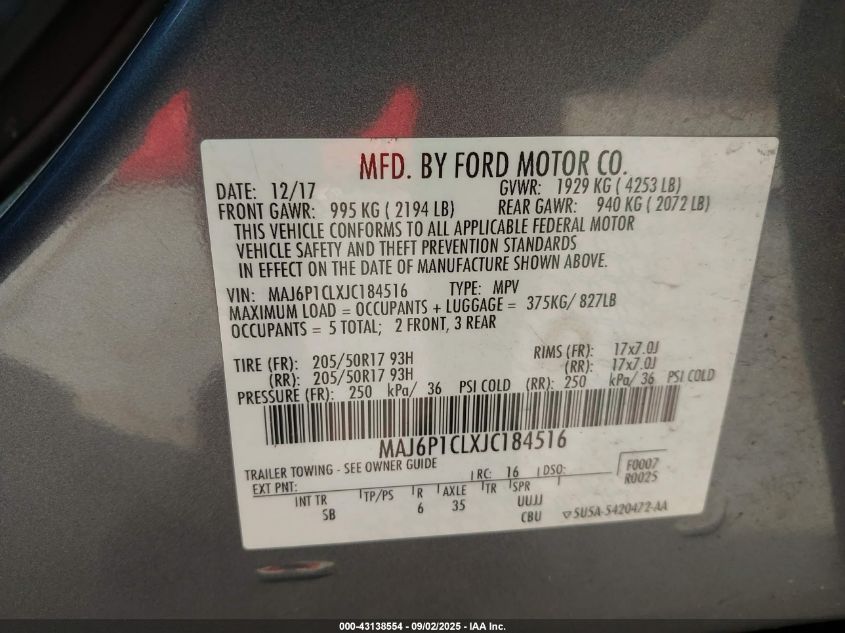 MFD. BY FORD MOTOR CO.
DATE: 12/17 GVWR: 1929 KG ( 4253 LB)
FRONT GAWR: 995 KG ( 2194 LB) REAR GAWR: 940 KG ( 2072 LB)
THIS VEHICLE CONFORMS TO ALL APPLICABLE FEDERAL MOTOR
VEHICLE SAFETY AND THEFT PREVENTION STANDARDS
IN EFFECT ON THE DATE OF MANUFACTURE SHOWN ABOVE.
VIN: MAJ6P1CLXJC184516 TYPE: MPV
MAXIMUM LOAD = OCCUPANTS + LUGGAGE = 375KG/ 827LB
OCCUPANTS = 5 TOTAL; 2 FRONT, 3 REAR
TIRE (FR): 205/50R17 93H RIMS (FR): 17x7.0J
(RR): 205/50R17 93H (RR): 17x7.0J
PRESSURE (FR): 250 kPa/ 36 PSI COLD (RR): 250 kPa/ 36 PSI COLD
MAJ6P1CLXJC184516
TRAILER TOWING - SEE OWNER GUIDE
EXT PNT: RC: 16 DSO: F0007
R0025
INT TR TP/PS R AXLE TR SPR
SB 6 35 UUJJ
CBU 5U5A-5420472-AA
000-43138554 - 09/02/2025 - IAA Inc.